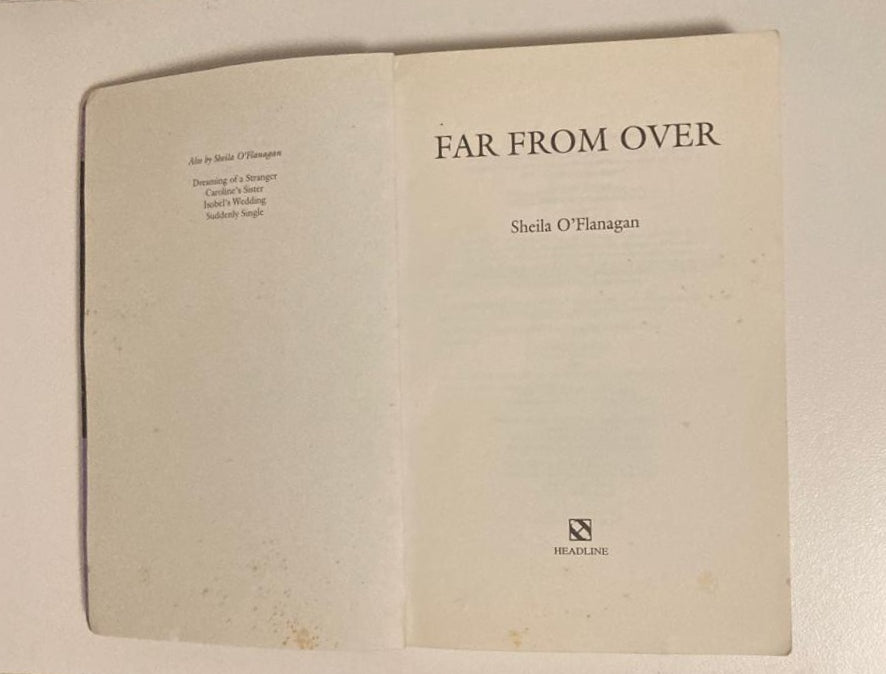 Also by Sheila O'Flanagan
Dreaming of a Stranger
Caroline's Sister
Isobel's Wedding
Suddenly Single
FAR FROM OVER
Sheila O'Flanagan
HEADLINE